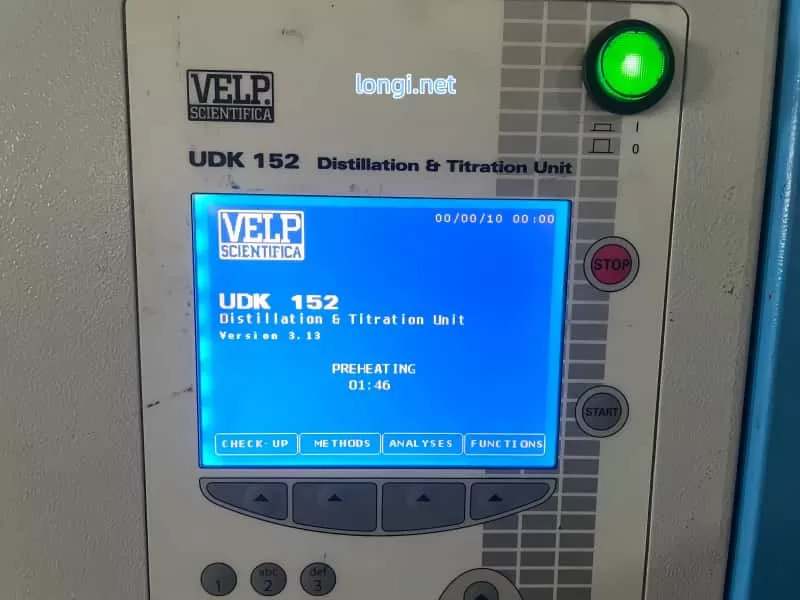 VELP
SCIENTIFICA
longi.net
UDK 152 Distillation & Titration Unit
I
0
VELP
SCIENTIFICA
00/00/10 00:00
STOP
UDK 152
Distillation & Titration Unit
Version 3.13
PREHEATING
01:46
START
CHECK-UP METHODS ANALYSES FUNCTIONS
1
abc
2
def
3